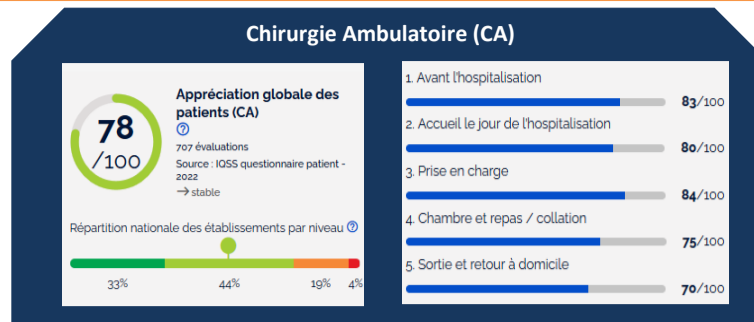 Chirurgie Ambulatoire (CA)
78
/100
Appréciation globale des
patients (CA)
?
707 évaluations
Source : IQSS questionnaire patient -
2022
→ stable
Répartition nationale des établissements par niveau ?
33% 44% 19% 4%
1. Avant l'hospitalisation
83/100
2. Accueil le jour de l'hospitalisation
80/100
3. Prise en charge
84/100
4. Chambre et repas / collation
75/100
5. Sortie et retour à domicile
70/100